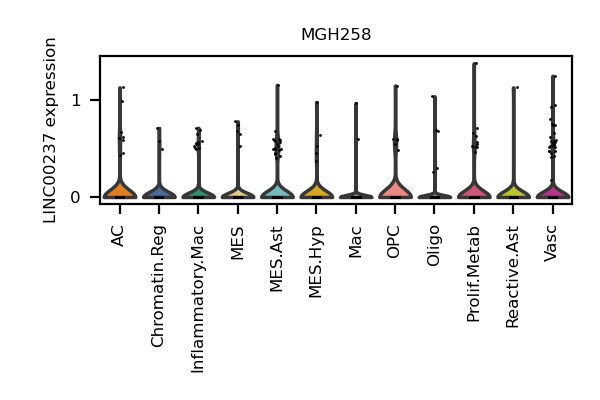 MGH258
LINC00237 expression
1
0
AC
Chromatin.Reg
Inflammatory.Mac
MES
MES.Ast
MES.Hyp
Mac
OPC
Oligo
Prolif.Metab
Reactive.Ast
Vasc